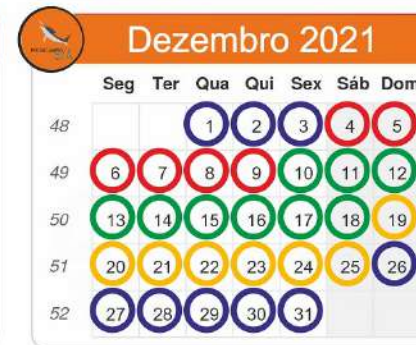 Dezembro 2021
Seg Ter Qua Qui Sex Sáb Dom
48 1 2 3 4 5
49 6 7 8 9 10 11 12
50 13 14 15 16 17 18 19
51 20 21 22 23 24 25 26
52 27 28 29 30 31